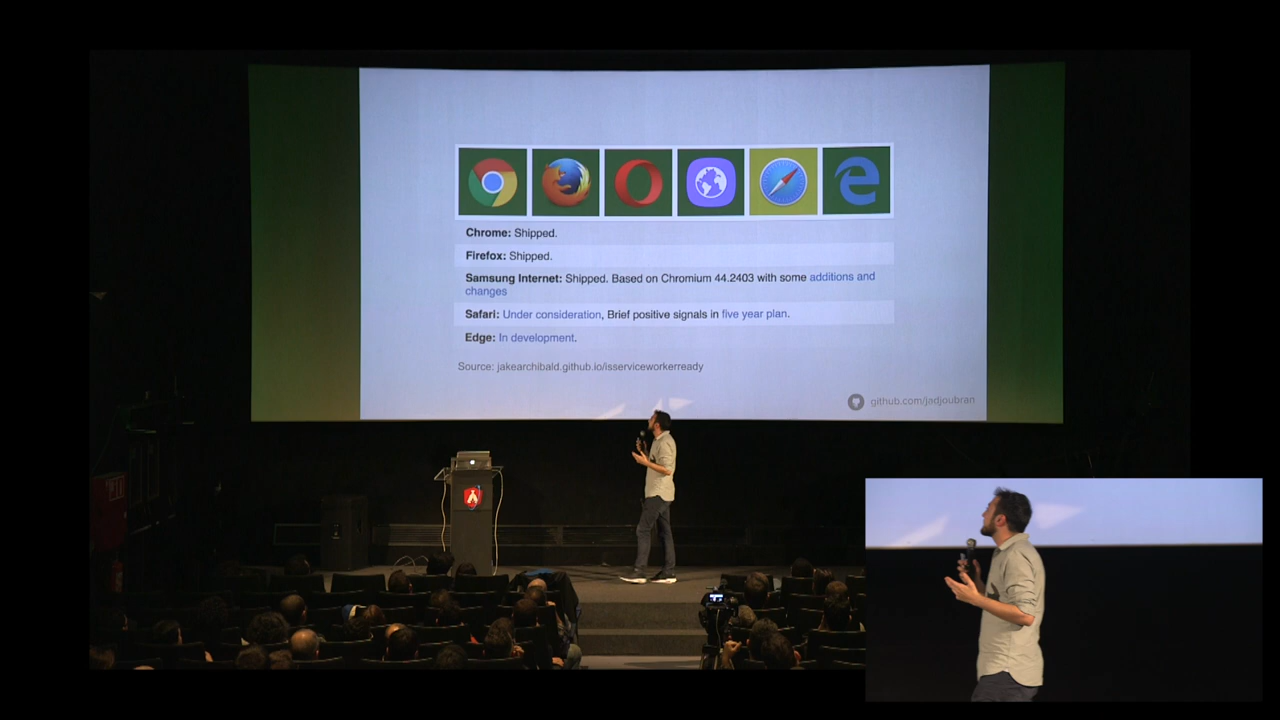 Chrome: Shipped.
Firefox: Shipped.
Samsung Internet: Shipped. Based on Chromium 44.2403 with some additions and
changes
Safari: Under consideration, Brief positive signals in five year plan.
Edge: In development.
Source: jakearchibald.github.io/isserviceworkerready
github.com/jadjoubran